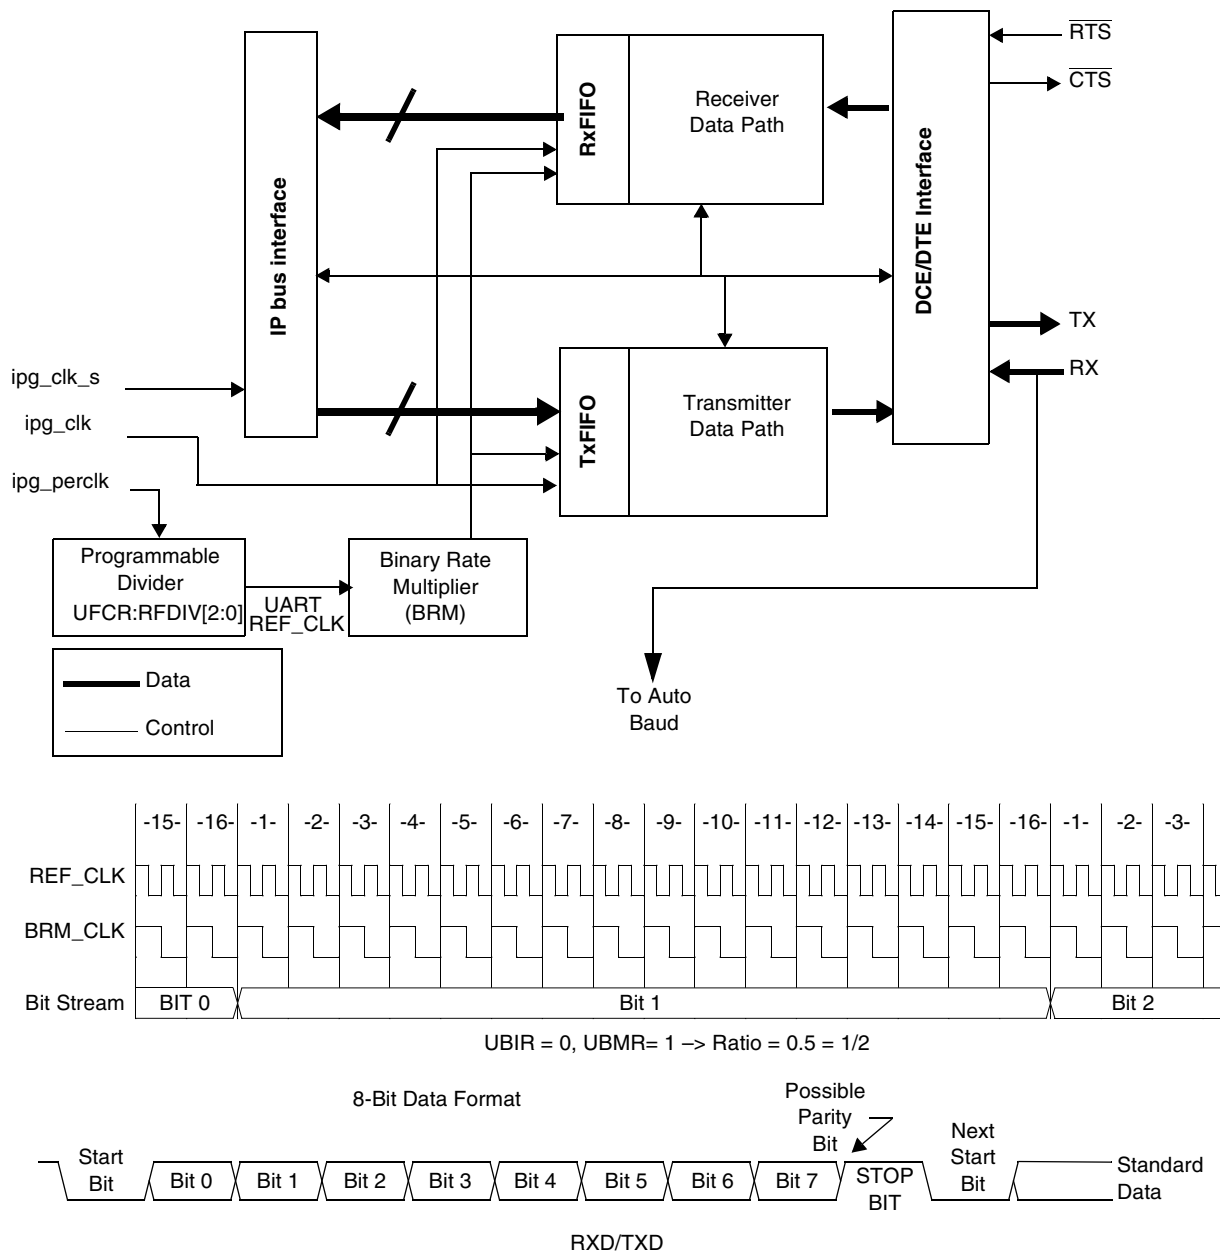 RTS
CTS
RxFIFO
Receiver
Data Path
IP bus interface
DCE/DTE Interface
TX
RX
ipg_clk_s
ipg_clk
ipg_perclk
TxFIFO
Transmitter
Data Path
Programmable
Divider
UFCR:RFDIV[2:0]
UART
REF_CLK
Binary Rate
Multiplier
(BRM)
Data
Control
To Auto
Baud
-15- -16- -1- -2- -3- -4- -5- -6- -7- -8- -9- -10- -11- -12- -13- -14- -15- -16- -1- -2- -3-
REF_CLK
BRM_CLK
Bit Stream BIT 0 Bit 1 Bit 2
UBIR = 0, UBMR= 1 –> Ratio = 0.5 = 1/2
8-Bit Data Format
Possible
Parity
Bit
Start
Bit
Bit 0 Bit 1 Bit 2 Bit 3 Bit 4 Bit 5 Bit 6 Bit 7
STOP
BIT
Next
Start
Bit
Standard
Data
RXD/TXD